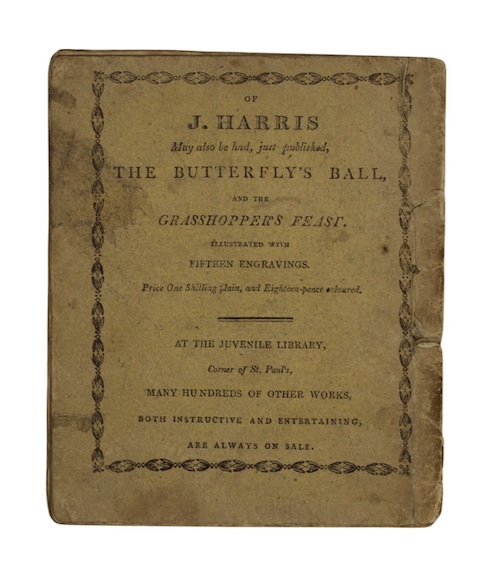 OF
J. HARRIS
May also be had, just published,
THE BUTTERFLY'S BALL,
AND THE
GRASSHOPPER'S FEAST.
ILLUSTRATED WITH
FIFTEEN ENGRAVINGS.
Price One Shilling plain, and Eighteen-pence coloured.
AT THE JUVENILE LIBRARY,
Corner of St. Paul's,
MANY HUNDREDS OF OTHER WORKS,
BOTH INSTRUCTIVE AND ENTERTAINING,
ARE ALWAYS ON SALE.